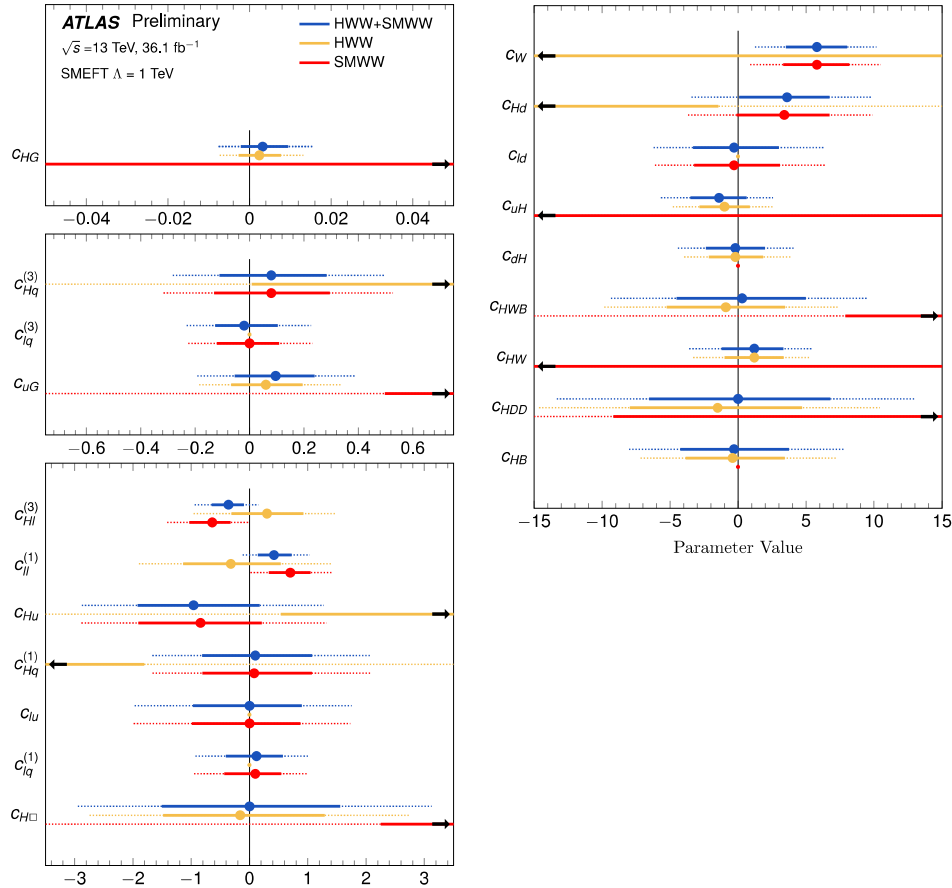 ATLAS Preliminary
√s =13 TeV, 36.1 fb⁻¹
SMEFT Λ = 1 TeV
HWW+SMWW
HWW
SMWW
c_HG
−0.04 −0.02 0 0.02 0.04
c_Hq^(3)
c_lq^(3)
c_uG
−0.6 −0.4 −0.2 0 0.2 0.4 0.6
c_Hl^(3)
c_ll^(1)
c_Hu
c_Hq^(1)
c_lu
c_lq^(1)
c_H□
−3 −2 −1 0 1 2 3
c_W
c_Hd
c_ld
c_uH
c_dH
c_HWB
c_HW
c_HDD
c_HB
−15 −10 −5 0 5 10 15
Parameter Value